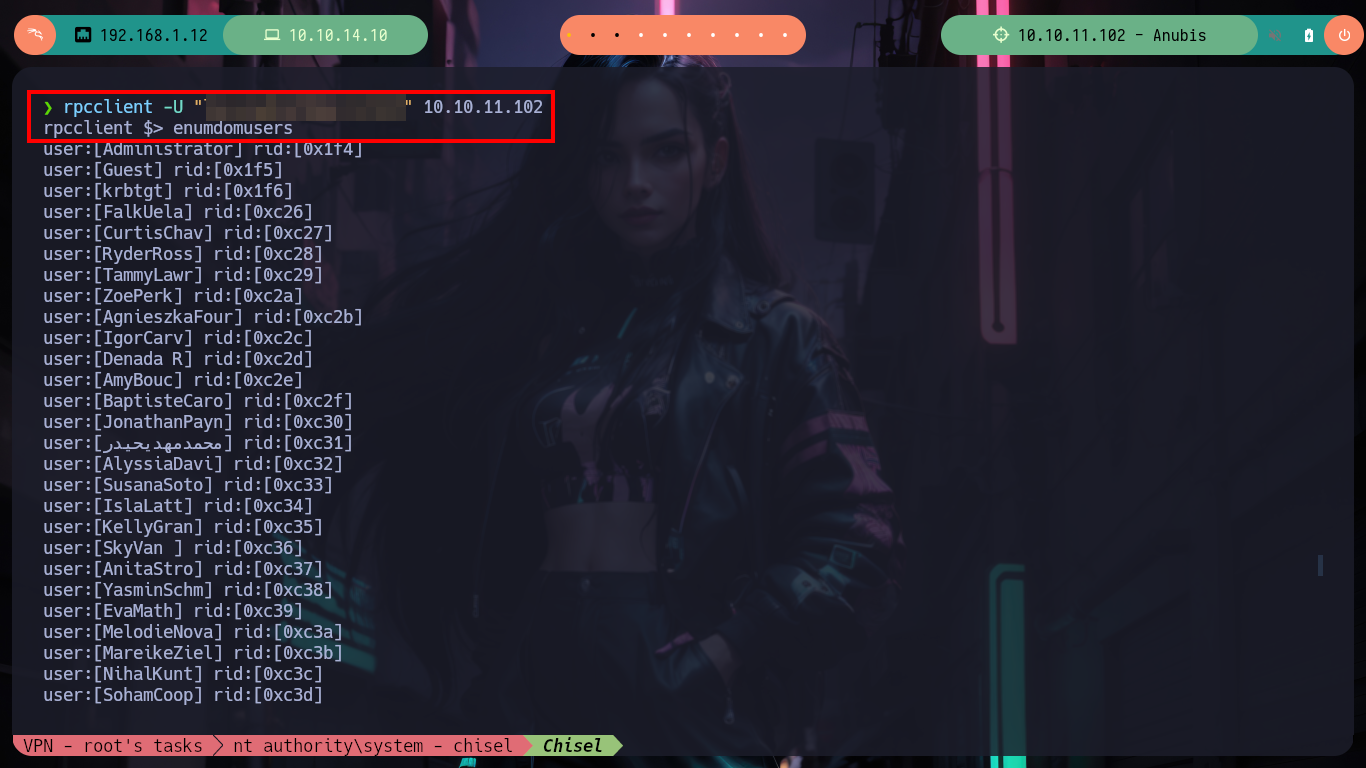 192.168.1.12 10.10.14.10 10.10.11.102 - Anubis
❯ rpcclient -U " " 10.10.11.102
rpcclient $> enumdomusers
user:[Administrator] rid:[0x1f4]
user:[Guest] rid:[0x1f5]
user:[krbtgt] rid:[0x1f6]
user:[FalkUela] rid:[0xc26]
user:[CurtisChav] rid:[0xc27]
user:[RyderRoss] rid:[0xc28]
user:[TammyLawr] rid:[0xc29]
user:[ZoePerk] rid:[0xc2a]
user:[AgnieszkaFour] rid:[0xc2b]
user:[IgorCarv] rid:[0xc2c]
user:[Denada R] rid:[0xc2d]
user:[AmyBouc] rid:[0xc2e]
user:[BaptisteCaro] rid:[0xc2f]
user:[JonathanPayn] rid:[0xc30]
user:[محمدمهديحيدر] rid:[0xc31]
user:[AlyssiaDavi] rid:[0xc32]
user:[SusanaSoto] rid:[0xc33]
user:[IslaLatt] rid:[0xc34]
user:[KellyGran] rid:[0xc35]
user:[SkyVan ] rid:[0xc36]
user:[AnitaStro] rid:[0xc37]
user:[YasminSchm] rid:[0xc38]
user:[EvaMath] rid:[0xc39]
user:[MelodieNova] rid:[0xc3a]
user:[MareikeZiel] rid:[0xc3b]
user:[NihalKunt] rid:[0xc3c]
user:[SohamCoop] rid:[0xc3d]
VPN - root's tasks nt authority\system - chisel Chisel